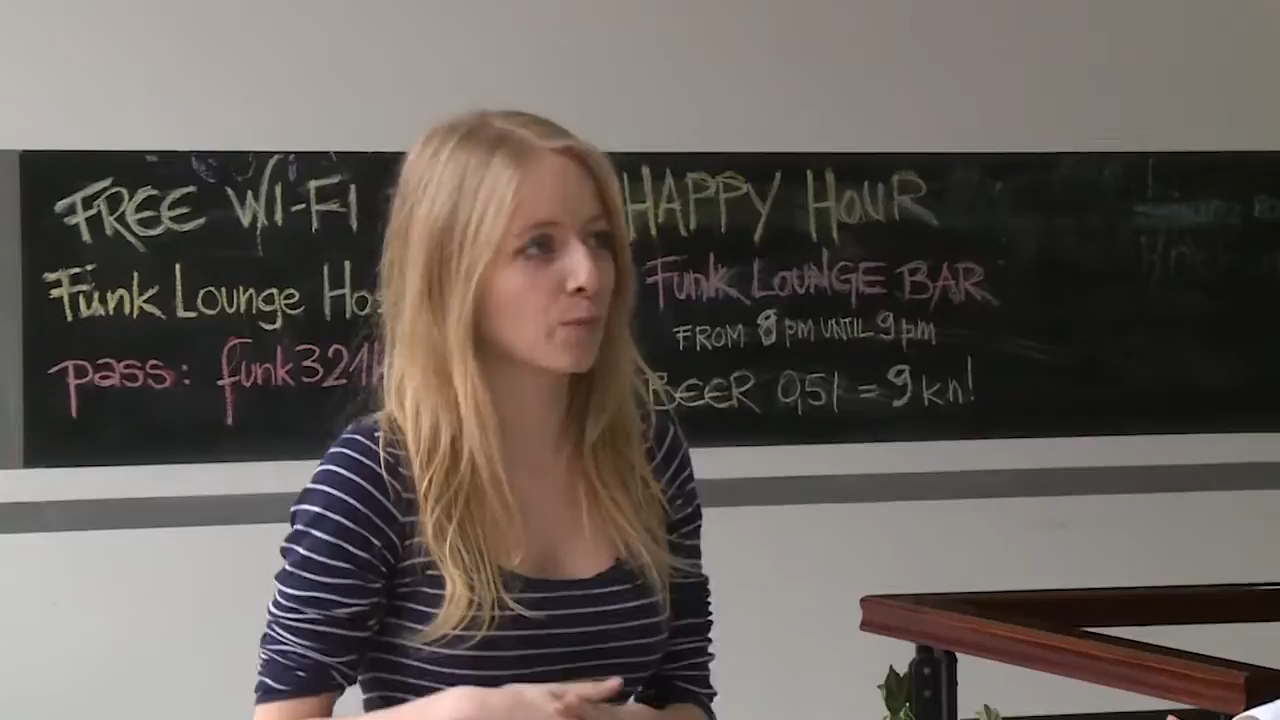 FREE WI-FI
Funk Lounge Hos
pass: funk321
HAPPY HOUR
Funk LOUNGE BAR
FROM 8 pm UNTIL 9 pm
BEER 0,5l = 9 kn!